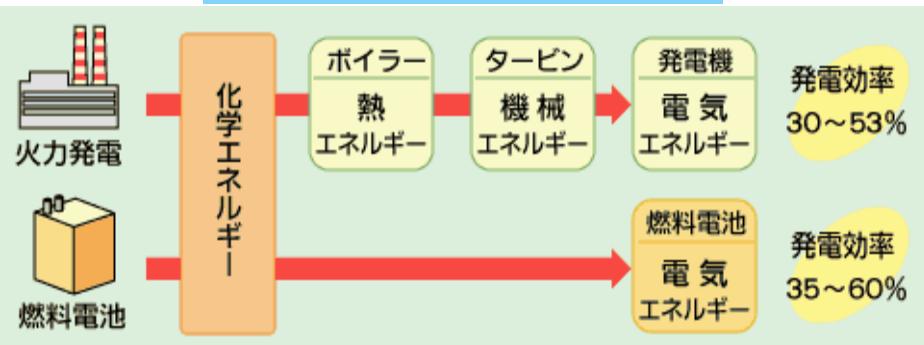 火力発電
化学エネルギー
ボイラー
熱
エネルギー
タービン
機械
エネルギー
発電機
電気
エネルギー
発電効率
30〜53%
燃料電池
燃料電池
電気
エネルギー
発電効率
35〜60%